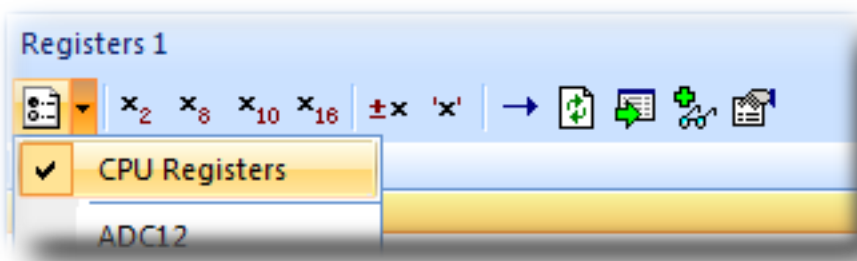 Registers 1
x2 x8 x10 x16 ±x 'x'
CPU Registers
ADC12